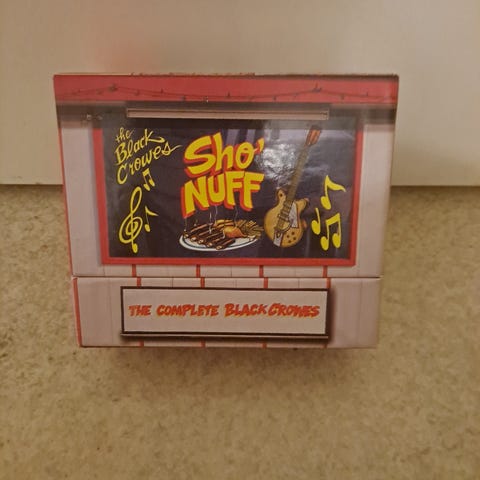 the
Black
Crowes
Sho'
NUFF
THE COMPLETE BLACK CROWES